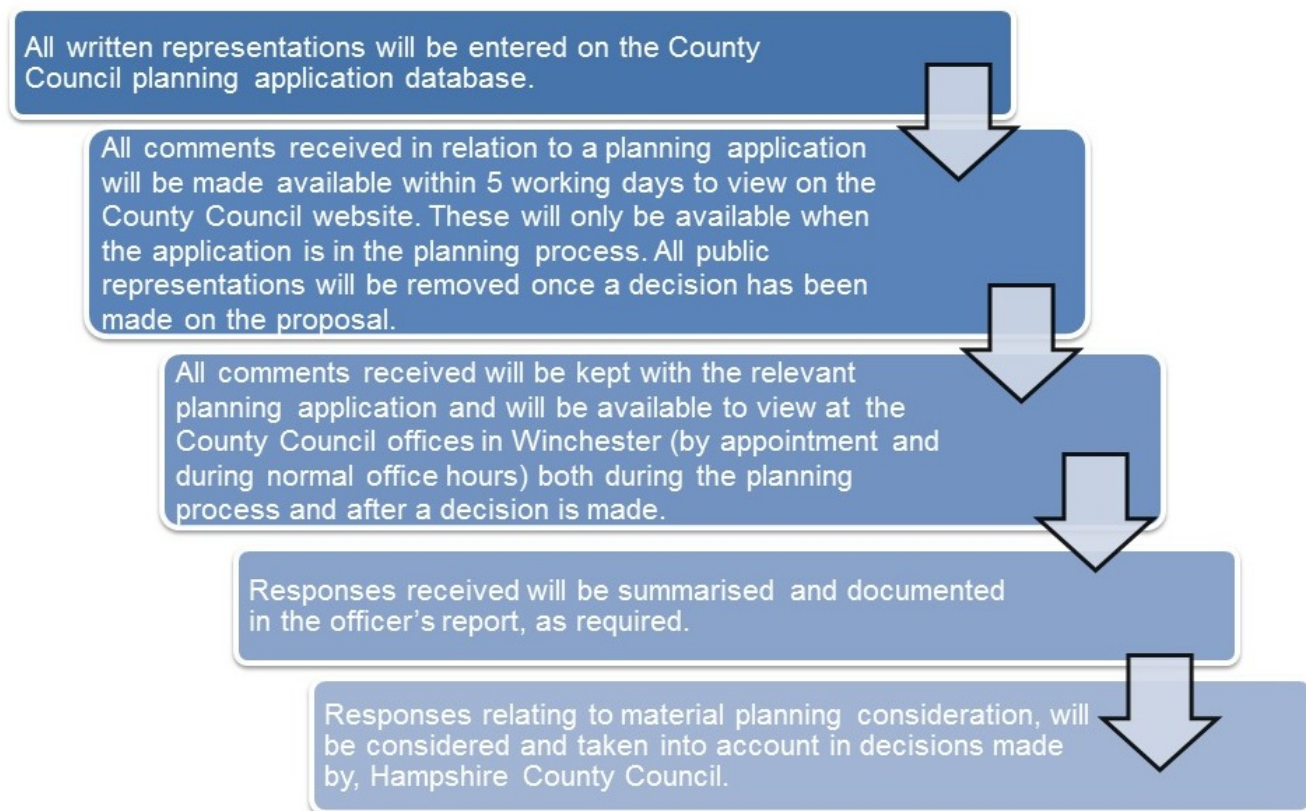 All written representations will be entered on the County
Council planning application database.
All comments received in relation to a planning application
will be made available within 5 working days to view on the
County Council website. These will only be available when
the application is in the planning process. All public
representations will be removed once a decision has been
made on the proposal.
All comments received will be kept with the relevant
planning application and will be available to view at the
County Council offices in Winchester (by appointment and
during normal office hours) both during the planning
process and after a decision is made.
Responses received will be summarised and documented
in the officer’s report, as required.
Responses relating to material planning consideration, will
be considered and taken into account in decisions made
by, Hampshire County Council.